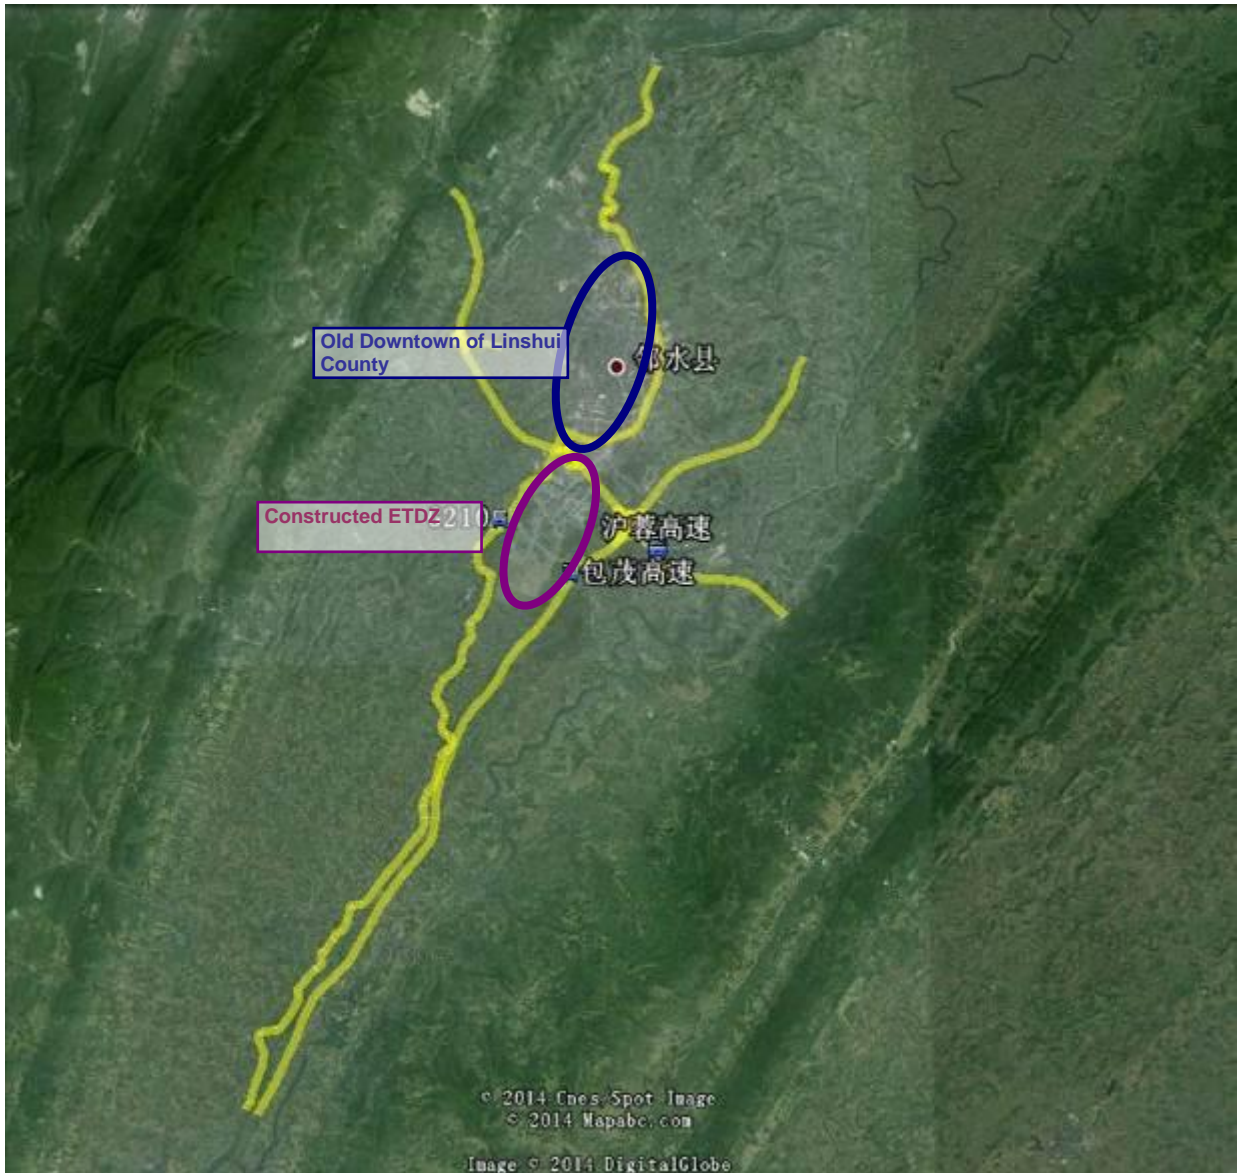 Old Downtown of Linshui
County
邻水县
Constructed ETDZ
S210
沪蓉高速
包茂高速
© 2014 Cnes/Spot Image
© 2014 Mapabc.com
Image © 2014 DigitalGlobe